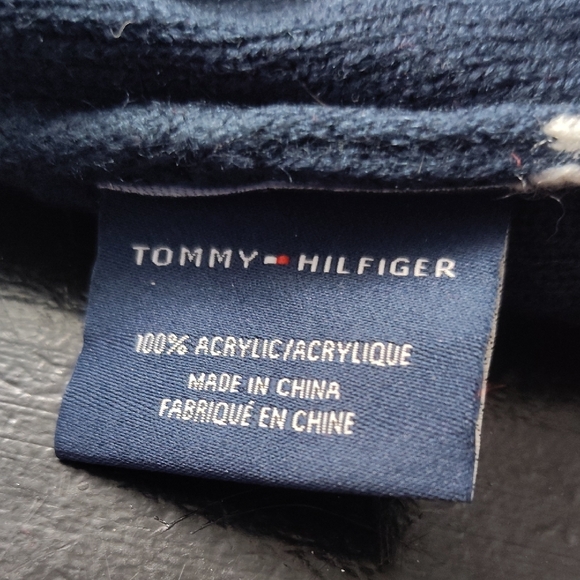 TOMMY HILFIGER
100% ACRYLIC/ACRYLIQUE
MADE IN CHINA
FABRIQUÉ EN CHINE